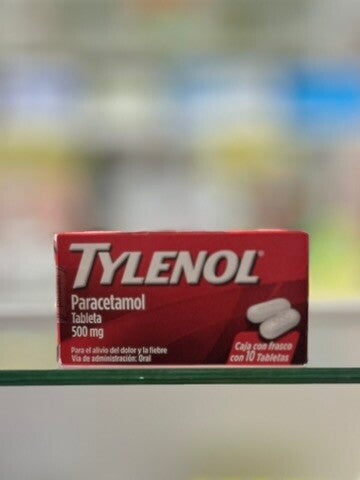 TYLENOL®
Paracetamol
Tableta
500 mg
Para el alivio del dolor y la fiebre
Vía de administración: Oral
Caja con frasco
con 10 Tabletas